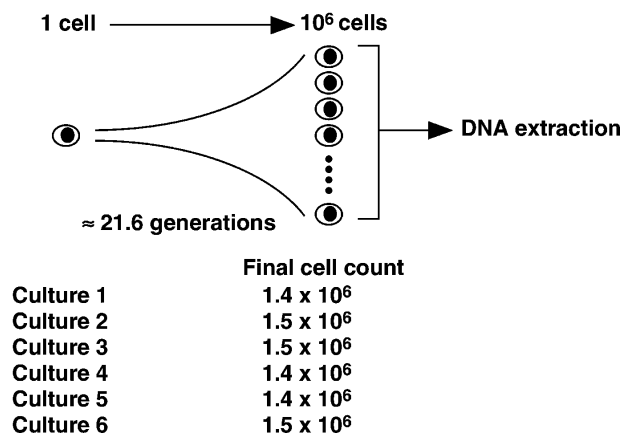 1 cell 10⁶ cells
DNA extraction
≈ 21.6 generations
Final cell count
Culture 1 1.4 x 10⁶
Culture 2 1.5 x 10⁶
Culture 3 1.5 x 10⁶
Culture 4 1.4 x 10⁶
Culture 5 1.4 x 10⁶
Culture 6 1.5 x 10⁶